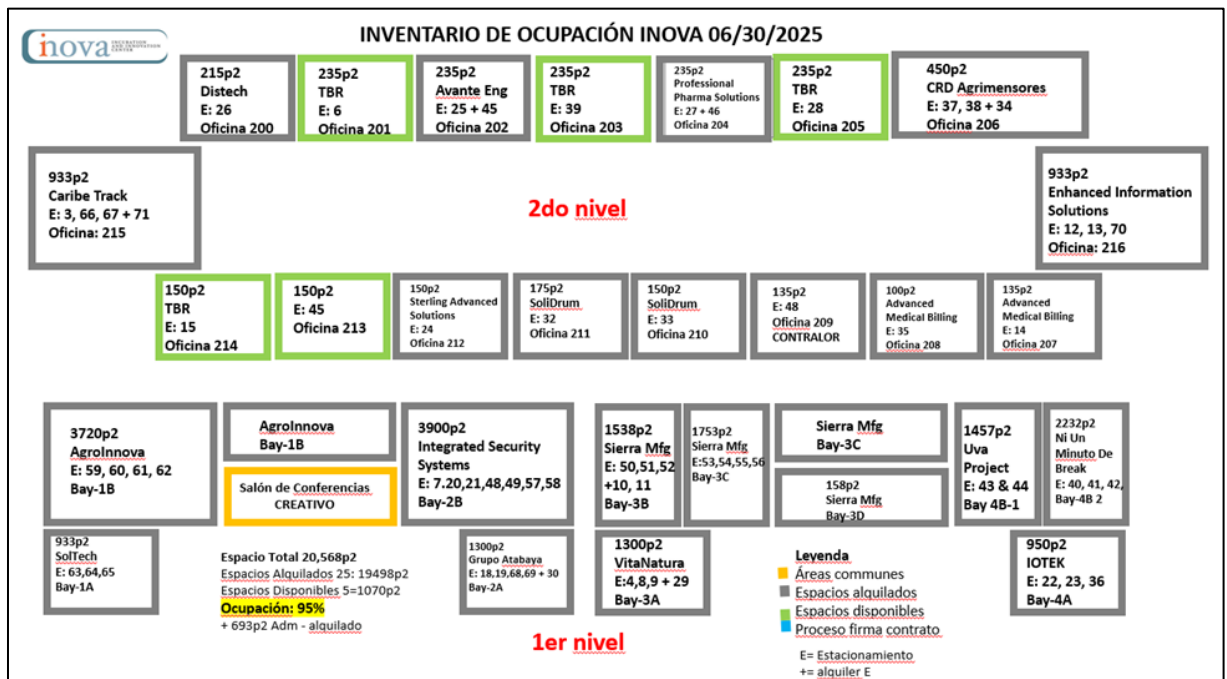 inova INCUBATION
AND INNOVATION
CENTER
INVENTARIO DE OCUPACIÓN INOVA 06/30/2025
215p2
Distech
E: 26
Oficina 200
235p2
TBR
E: 6
Oficina 201
235p2
Avante Eng
E: 25 + 45
Oficina 202
235p2
TBR
E: 39
Oficina 203
235p2
Professional
Pharma Solutions
E: 27 + 46
Oficina 204
235p2
TBR
E: 28
Oficina 205
450p2
CRD Agrimensores
E: 37, 38 + 34
Oficina 206
933p2
Caribe Track
E: 3, 66, 67 + 71
Oficina: 215
2do nivel
933p2
Enhanced Information
Solutions
E: 12, 13, 70
Oficina: 216
150p2
TBR
E: 15
Oficina 214
150p2
E: 45
Oficina 213
150p2
Sterling Advanced
Solutions
E: 24
Oficina 212
175p2
SoliDrum
E: 32
Oficina 211
150p2
SoliDrum
E: 33
Oficina 210
135p2
E: 48
Oficina 209
CONTRALOR
100p2
Advanced
Medical Billing
E: 35
Oficina 208
135p2
Advanced
Medical Billing
E: 14
Oficina 207
3720p2
AgroInnova
E: 59, 60, 61, 62
Bay-1B
AgroInnova
Bay-1B
Salón de Conferencias
CREATIVO
3900p2
Integrated Security
Systems
E: 7.20,21,48,49,57,58
Bay-2B
1538p2
Sierra Mfg
E: 50,51,52
+10, 11
Bay-3B
1753p2
Sierra Mfg
E:53,54,55,56
Bay-3C
Sierra Mfg
Bay-3C
158p2
Sierra Mfg
Bay-3D
1457p2
Uva
Project
E: 43 & 44
Bay 4B-1
2232p2
Ni Un
Minuto De
Break
E: 40, 41, 42,
Bay-4B 2
933p2
SolTech
E: 63,64,65
Bay-1A
Espacio Total 20,568p2
Espacios Alquilados 25: 19498p2
Espacios Disponibles 5=1070p2
Ocupación: 95%
+ 693p2 Adm - alquilado
1300p2
Grupo Atabaya
E: 18,19,68,69 + 30
Bay-2A
1300p2
VitaNatura
E:4,8,9 + 29
Bay-3A
Leyenda
Áreas communes
Espacios alquilados
Espacios disponibles
Proceso firma contrato
E= Estacionamiento
+= alquiler E
950p2
IOTEK
E: 22, 23, 36
Bay-4A
1er nivel